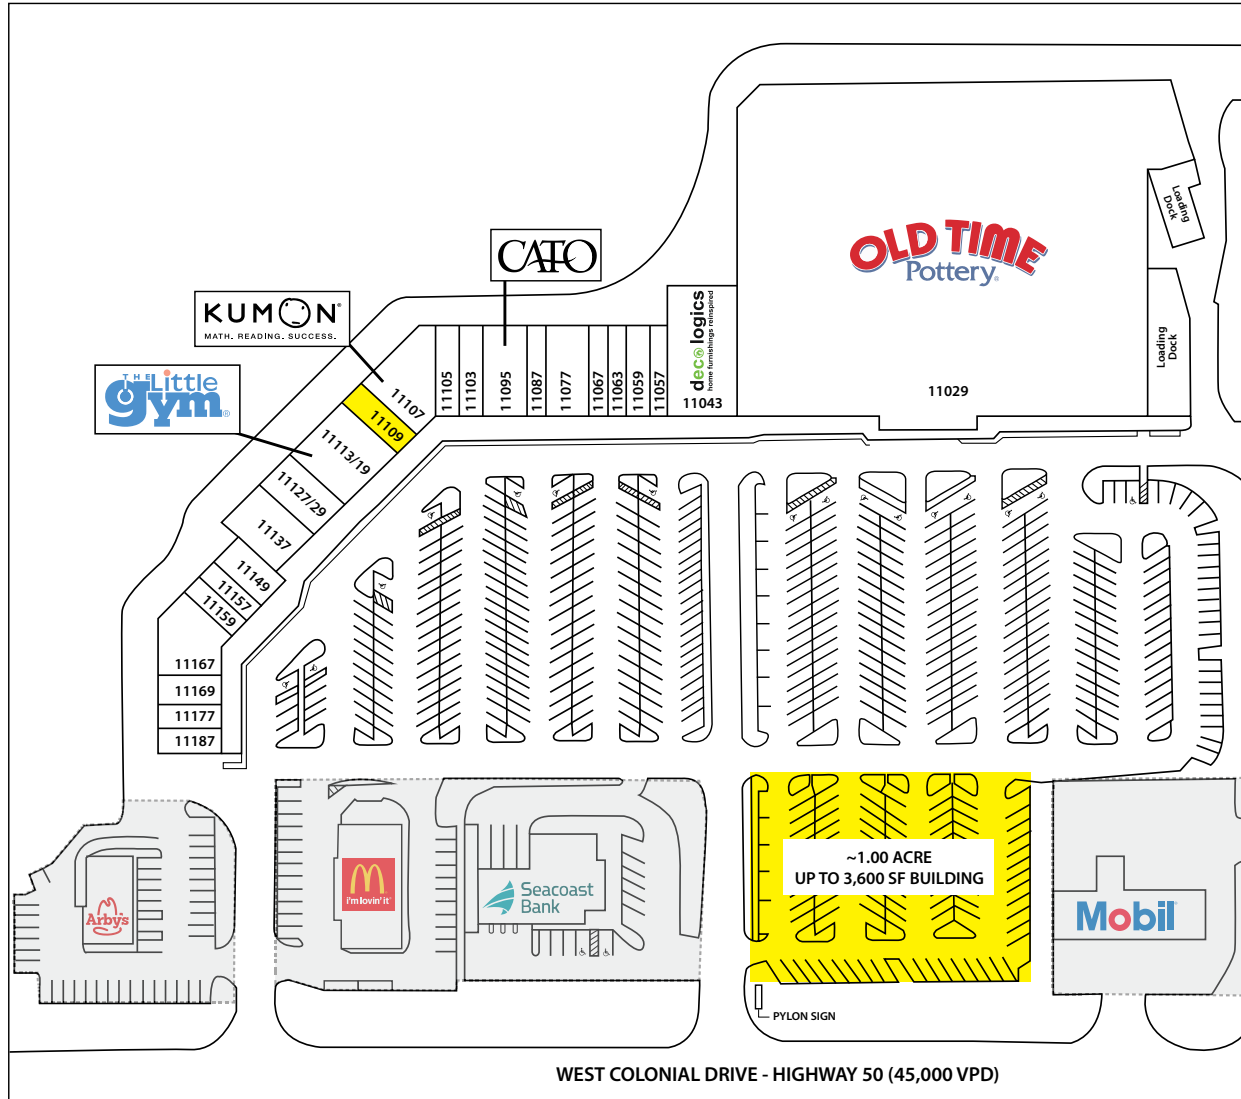 Loading
Dock
OLD TIME
Pottery
CATO
KUMON
MATH. READING. SUCCESS.
decologics
home furnishings reinspired
THE Little
gym
Loading
Dock
11105
11103
11095
11087
11077
11067
11063
11059
11057
11043
11029
11107
11109
11113/19
11127/29
11137
11149
11157
11159
11167
11169
11177
11187
~1.00 ACRE
UP TO 3,600 SF BUILDING
i'm lovin' it
Seacoast
Bank
Arby's
Mobil
PYLON SIGN
WEST COLONIAL DRIVE - HIGHWAY 50 (45,000 VPD)